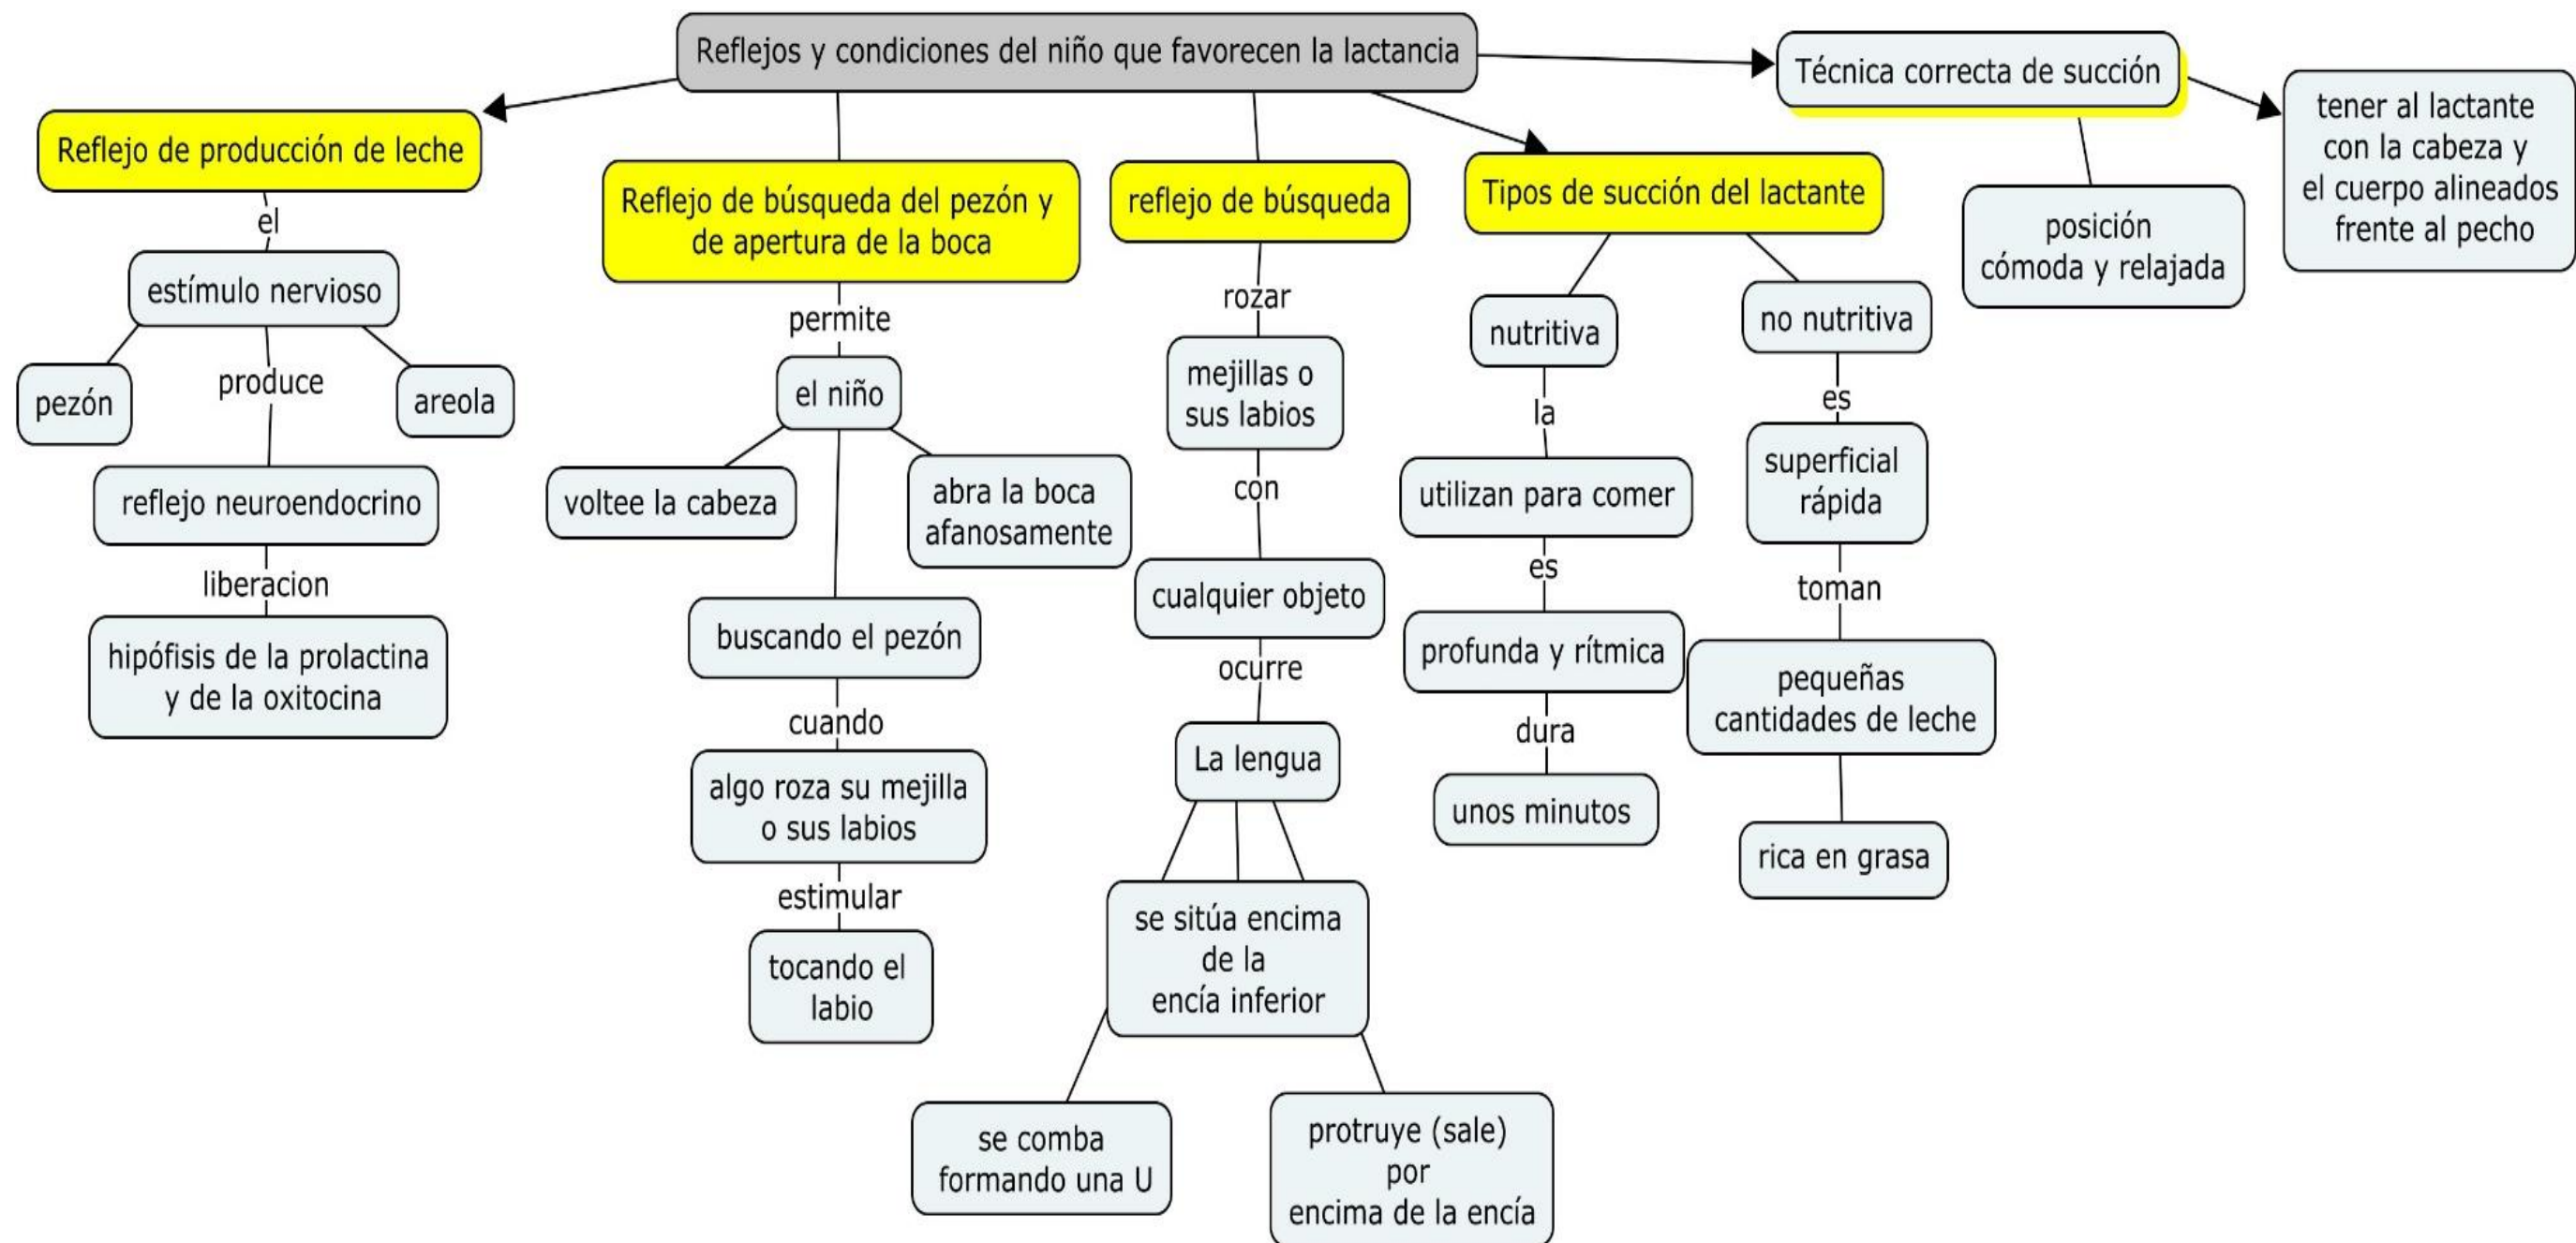 Reflejos y condiciones del niño que favorecen la lactancia
Reflejo de producción de leche
el
estímulo nervioso
pezón
produce
areola
reflejo neuroendocrino
liberacion
hipófisis de la prolactina
y de la oxitocina
Reflejo de búsqueda del pezón y
de apertura de la boca
permite
el niño
voltee la cabeza
abra la boca
afanosamente
buscando el pezón
cuando
algo roza su mejilla
o sus labios
estimular
tocando el
labio
reflejo de búsqueda
rozar
mejillas o
sus labios
con
cualquier objeto
ocurre
La lengua
se sitúa encima
de la
encía inferior
se comba
formando una U
protruye (sale)
por
encima de la encía
Tipos de succión del lactante
nutritiva
la
utilizan para comer
es
profunda y rítmica
dura
unos minutos
no nutritiva
es
superficial
rápida
toman
pequeñas
cantidades de leche
rica en grasa
Técnica correcta de succión
posición
cómoda y relajada
tener al lactante
con la cabeza y
el cuerpo alineados
frente al pecho